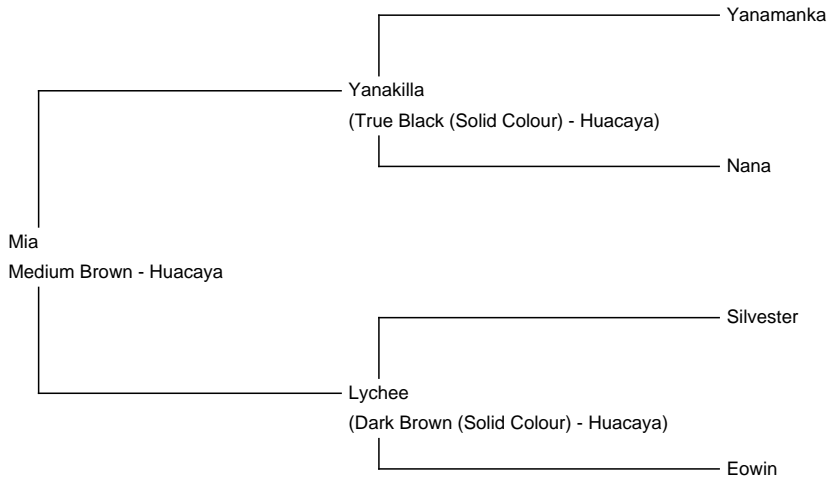 Yanamanka
Yanakilla
(True Black (Solid Colour) - Huacaya)
Nana
Mia
Medium Brown - Huacaya
Silvester
Lychee
(Dark Brown (Solid Colour) - Huacaya)
Eowin